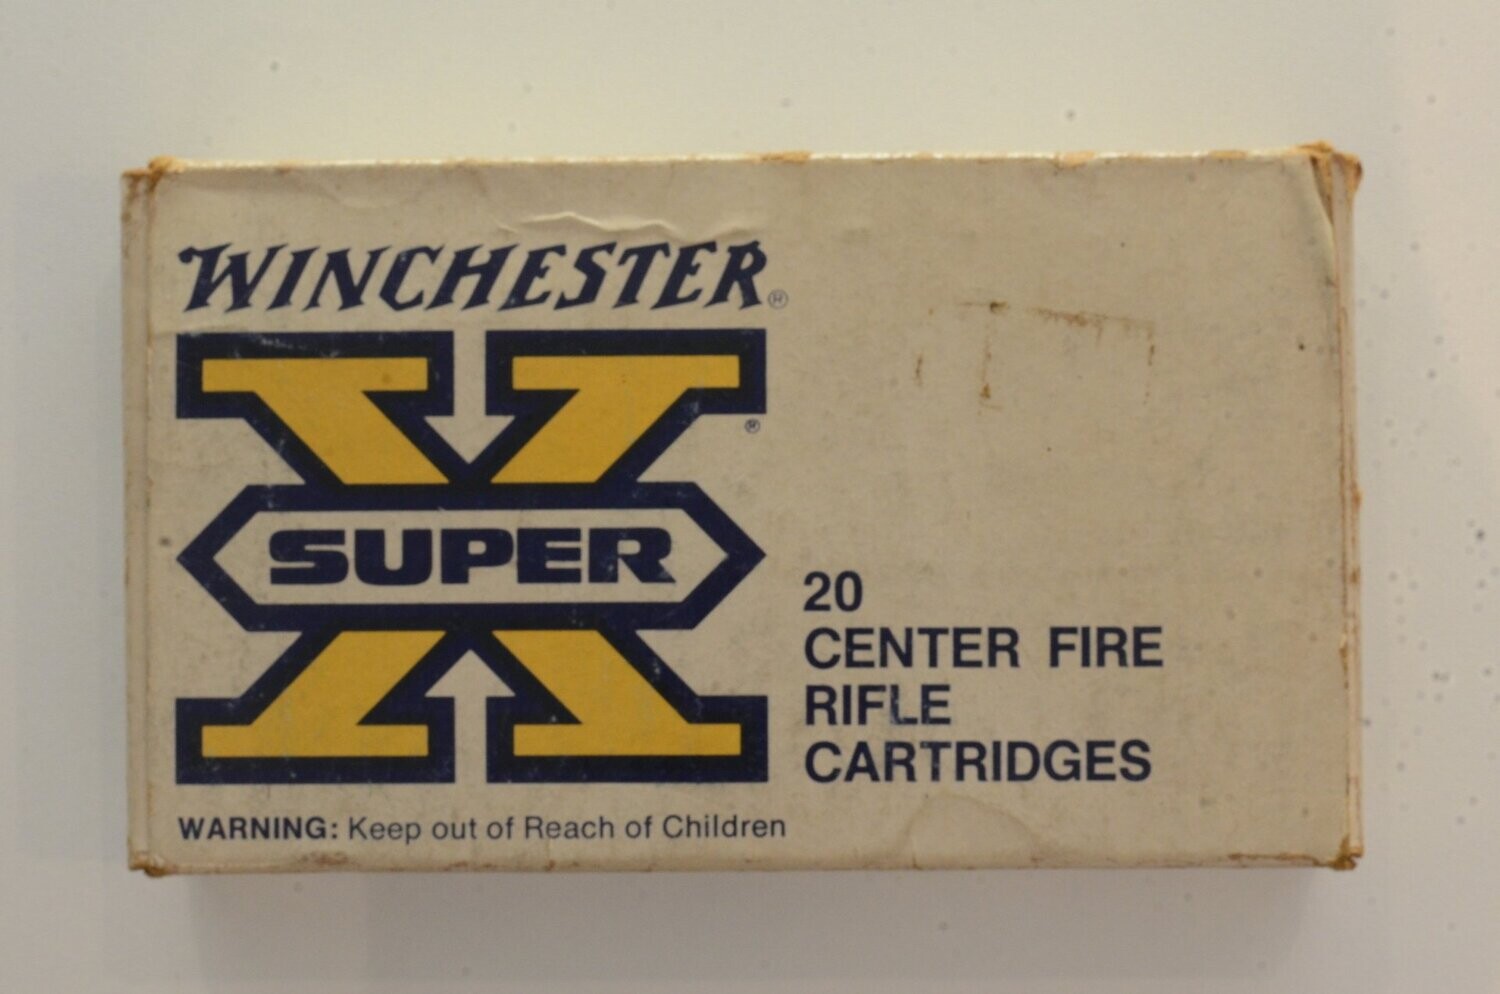 WINCHESTER®
X®
SUPER
20
CENTER FIRE
RIFLE
CARTRIDGES
WARNING: Keep out of Reach of Children